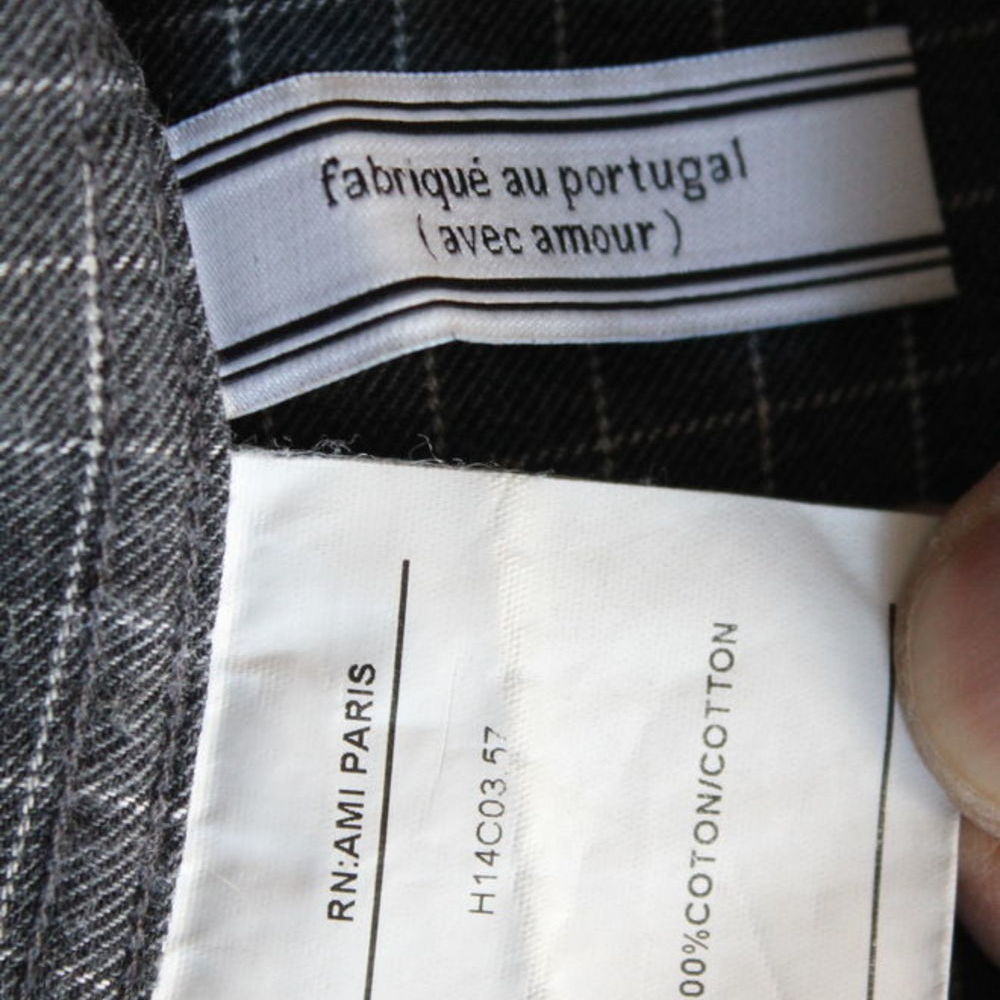 fabriqué au portugal
(avec amour)
RN:AMI PARIS
H14C03.57
00%COTON/COTTON